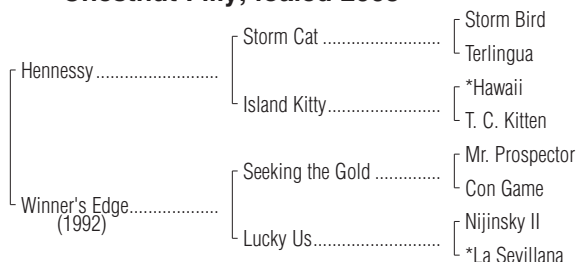 Chestnut Filly; foaled
Storm Bird
Storm Cat .........................
Terlingua
Hennessy ..........................
*Hawaii
Island Kitty ........................
T. C. Kitten
Mr. Prospector
Seeking the Gold ..............
Con Game
Winner's Edge ...................
(1992)
Nijinsky II
Lucky Us ...........................
*La Sevillana